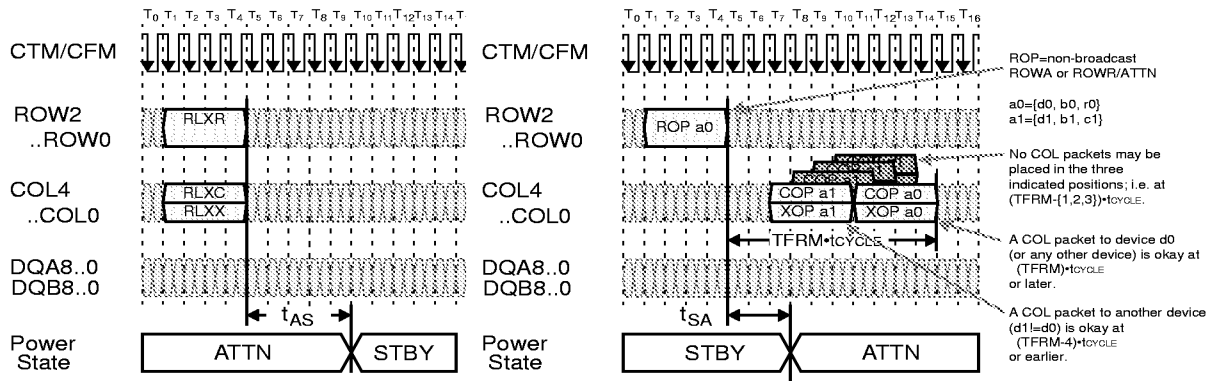 T0 T1 T2 T3 T4 T5 T6 T7 T8 T9 T10 T11 T12 T13 T14 T
CTM/CFM
ROW2
..ROW0
RLXR
COL4
..COL0
RLXC
RLXX
DQA8..0
DQB8..0
tAS
Power
State
ATTN
STBY
T0 T1 T2 T3 T4 T5 T6 T7 T8 T9 T10 T11 T12 T13 T14 T15 T16
CTM/CFM
ROW2
..ROW0
ROP a0
COL4
..COL0
COP a1
COP a0
XOP a1
XOP a0
TFRM•tCYCLE
DQA8..0
DQB8..0
tSA
Power
State
STBY
ATTN
ROP=non-broadcast
ROWA or ROWR/ATTN
a0={d0, b0, r0}
a1={d1, b1, c1}
No COL packets may be
placed in the three
indicated positions; i.e. at
(TFRM-{1,2,3})•tCYCLE.
A COL packet to device d0
(or any other device) is okay at
(TFRM)•tCYCLE
or later.
A COL packet to another device
(d1!=d0) is okay at
(TFRM-4)•tCYCLE
or earlier.